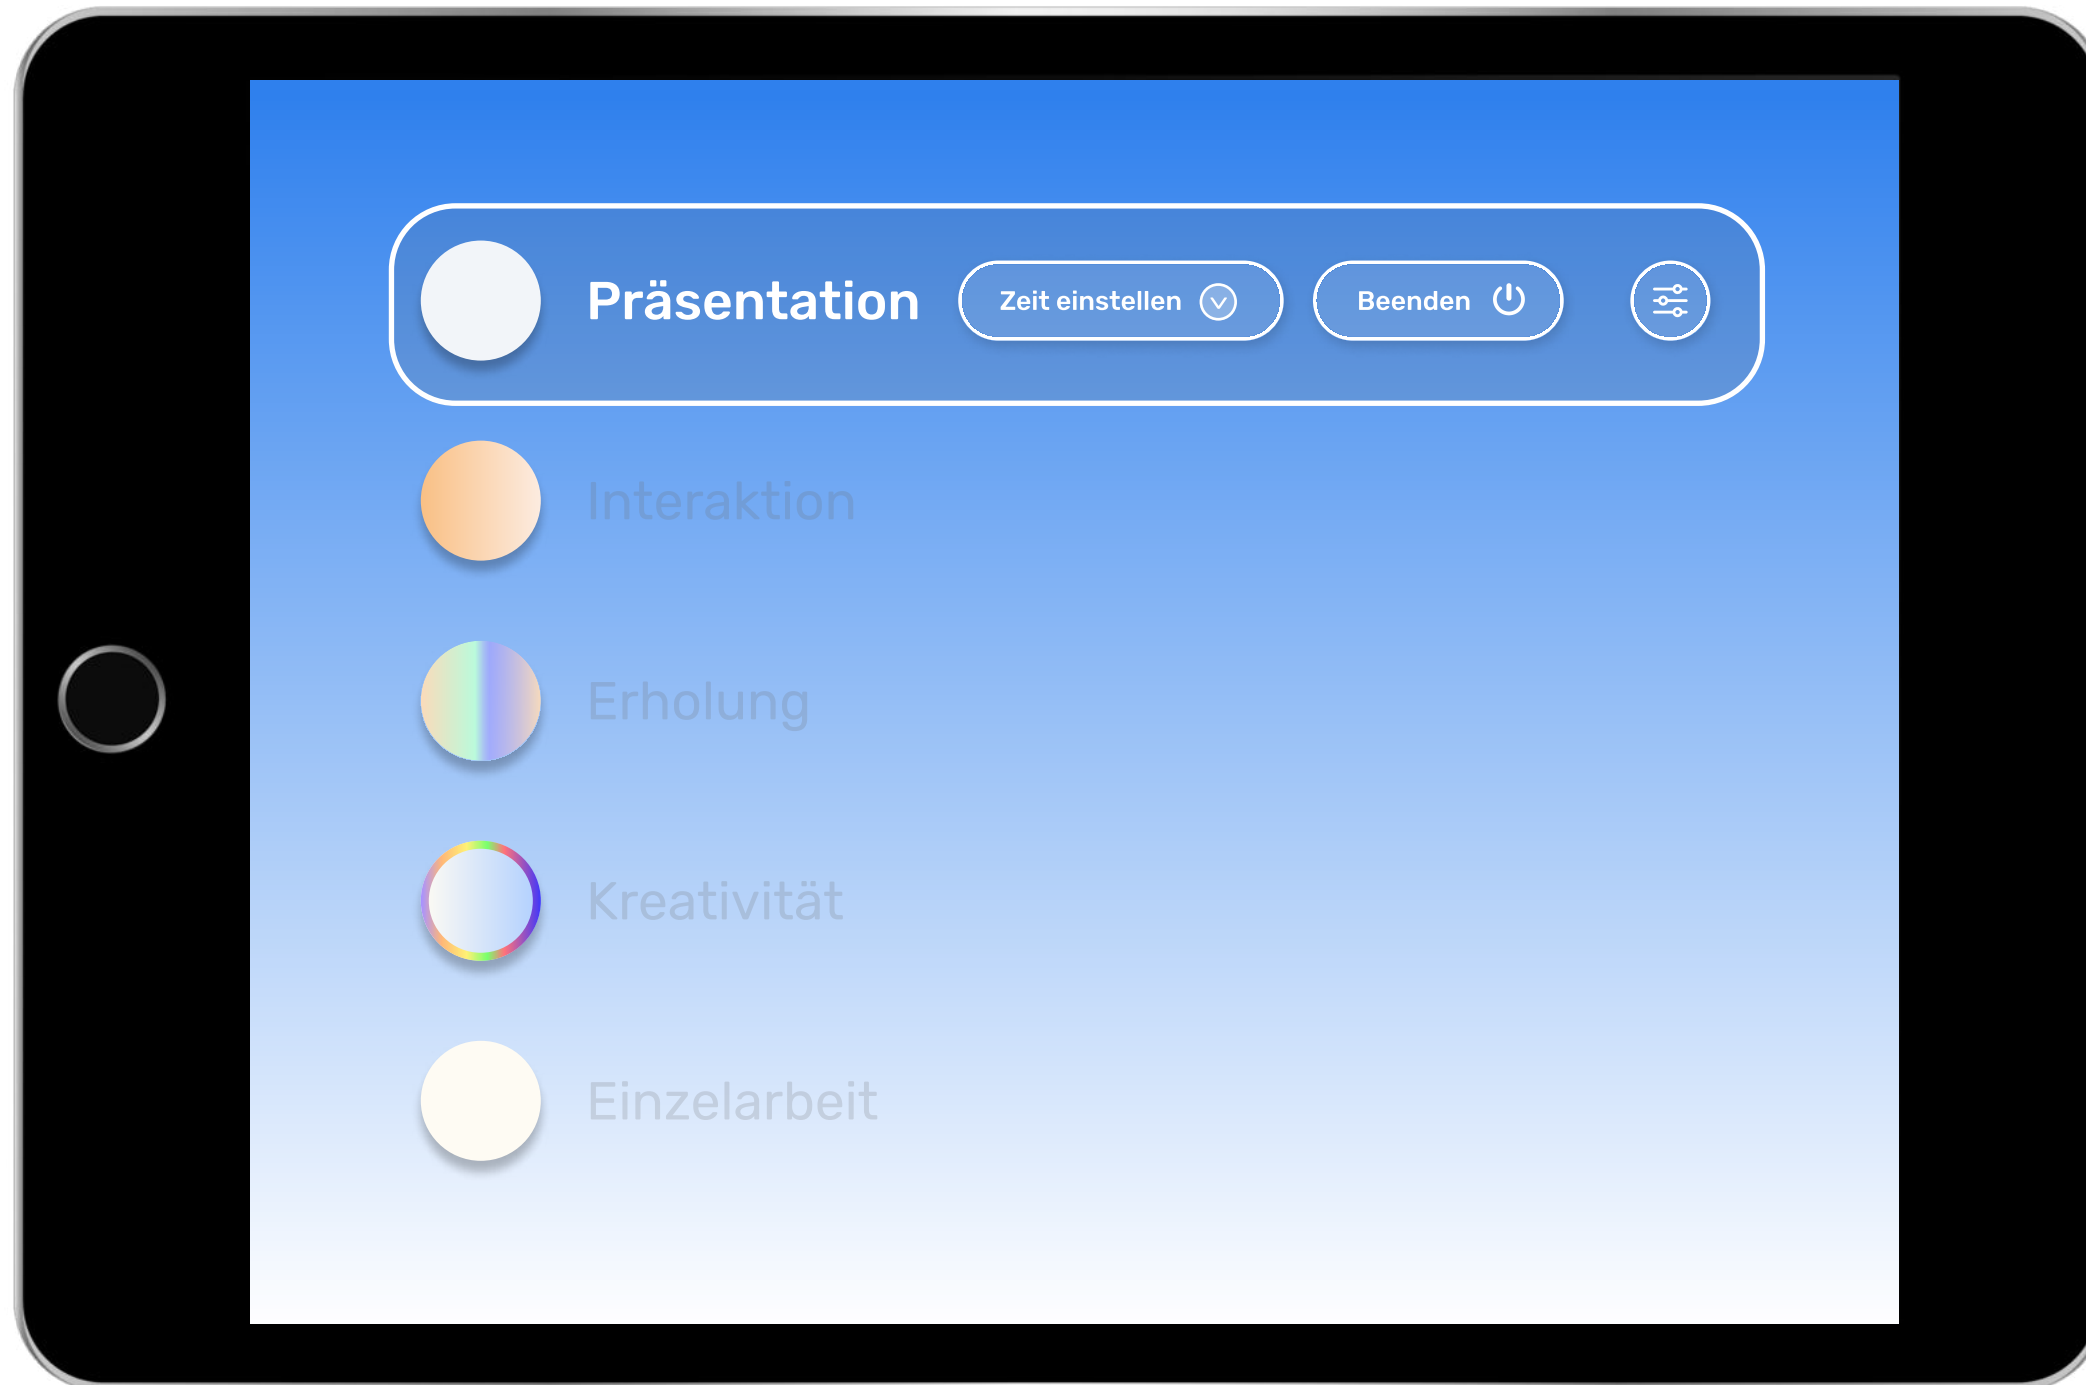 Präsentation Zeit einstellen Beenden
Interaktion
Erholung
Kreativität
Einzelarbeit